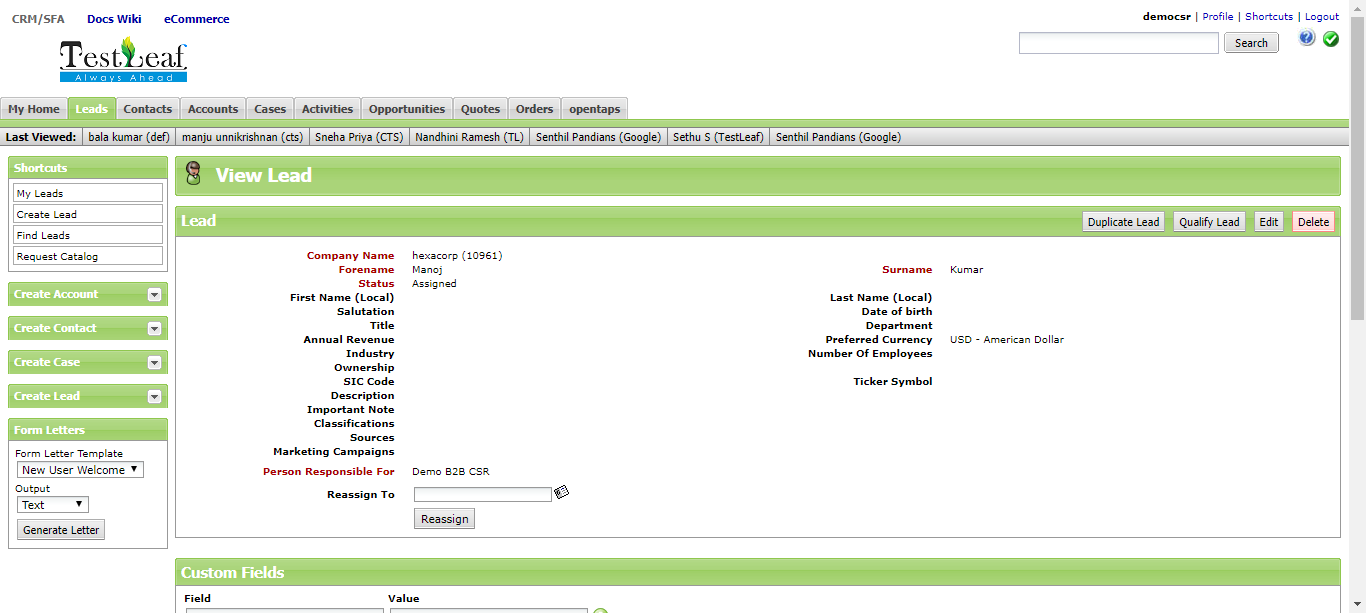 CRM/SFA Docs Wiki eCommerce
democsr | Profile | Shortcuts | Logout
TestLeaf
Always Ahead
Search
My Home Leads Contacts Accounts Cases Activities Opportunities Quotes Orders opentaps
Last Viewed: bala kumar (def) manju unnikrishnan (cts) Sneha Priya (CTS) Nandhini Ramesh (TL) Senthil Pandians (Google) Sethu S (TestLeaf) Senthil Pandians (Google)
Shortcuts
My Leads
Create Lead
Find Leads
Request Catalog
Create Account
Create Contact
Create Case
Create Lead
Form Letters
Form Letter Template
New User Welcome
Output
Text
Generate Letter
View Lead
Lead
Duplicate Lead Qualify Lead Edit Delete
Company Name hexacorp (10961)
Forename Manoj Surname Kumar
Status Assigned
First Name (Local) Last Name (Local)
Salutation Date of birth
Title Department
Annual Revenue Preferred Currency USD - American Dollar
Industry Number Of Employees
Ownership
SIC Code Ticker Symbol
Description
Important Note
Classifications
Sources
Marketing Campaigns
Person Responsible For Demo B2B CSR
Reassign To
Reassign
Custom Fields
Field Value